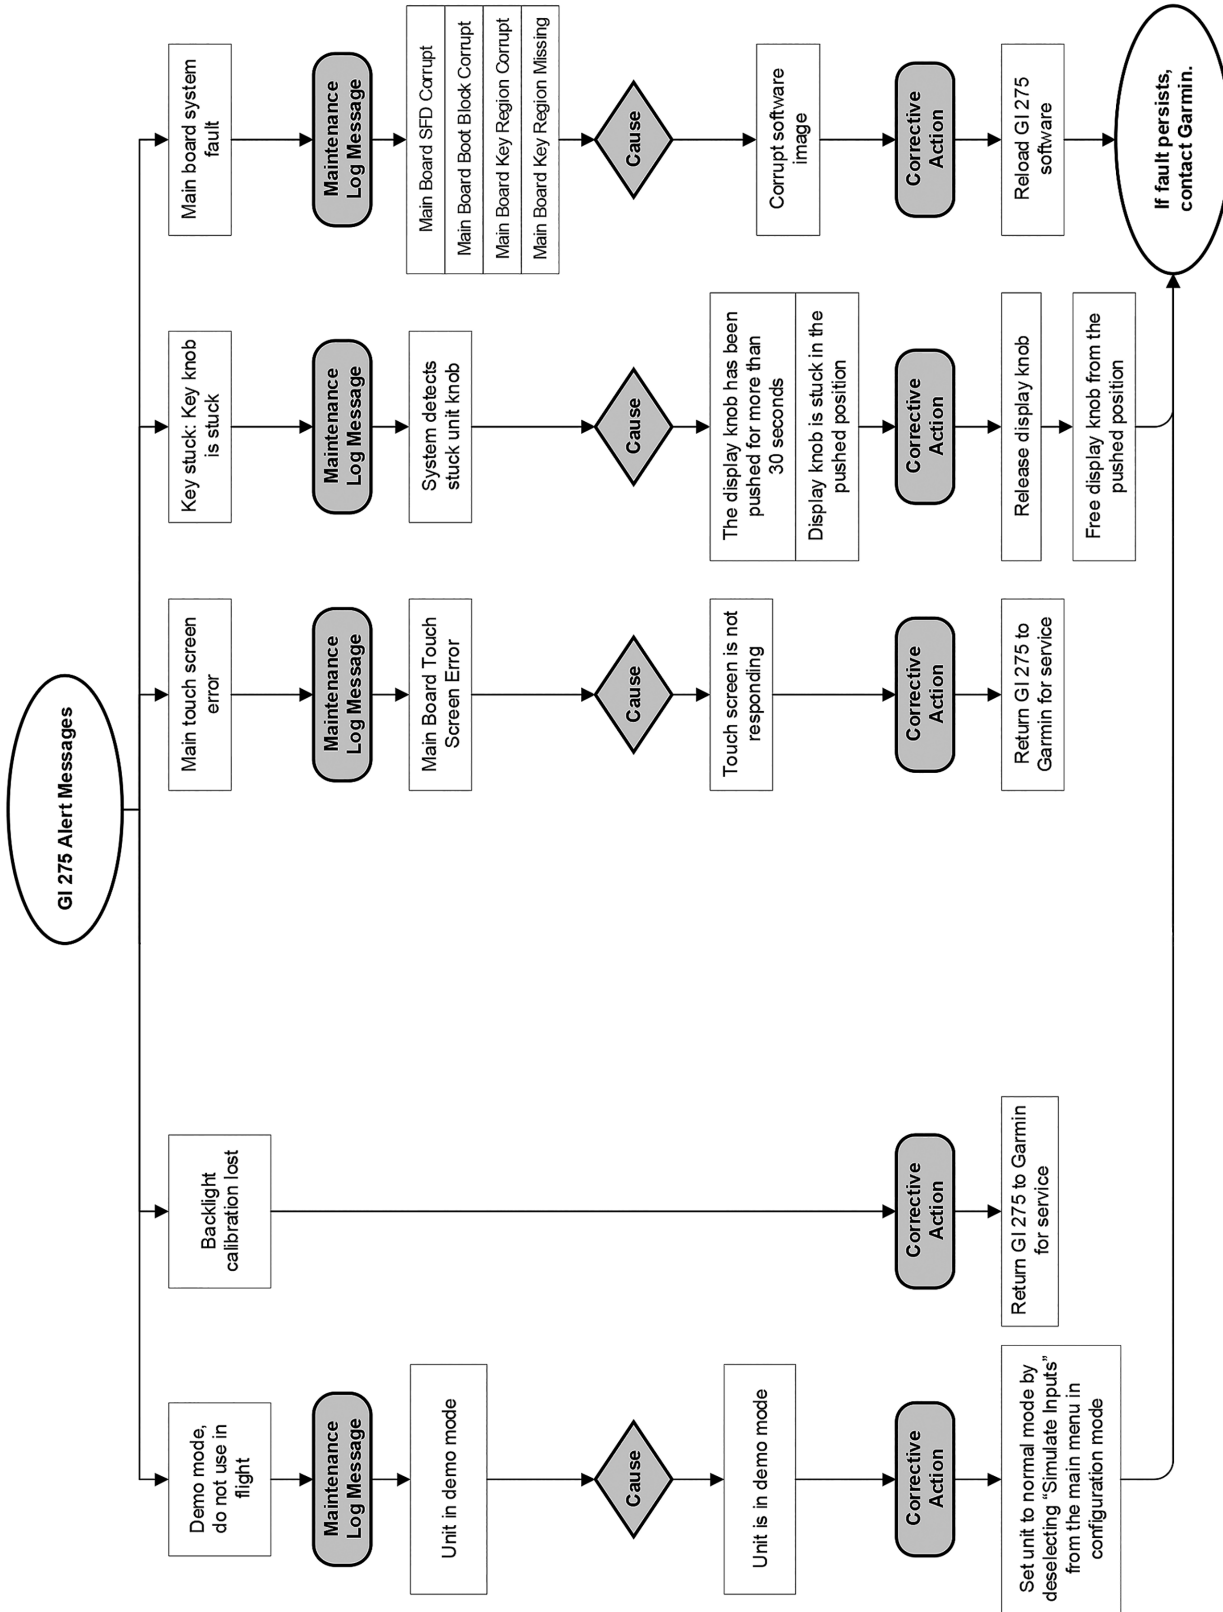 GI 275 Alert Messages
Demo mode,
do not use in
flight
Maintenance
Log Message
Unit in demo mode
Cause
Unit is in demo mode
Corrective
Action
Set unit to normal mode by
deselecting “Simulate Inputs”
from the main menu in
configuration mode
Backlight
calibration lost
Corrective
Action
Return GI 275 to Garmin
for service
Main touch screen
error
Maintenance
Log Message
Main Board Touch
Screen Error
Cause
Touch screen is not
responding
Corrective
Action
Return GI 275 to
Garmin for service
Key stuck: Key knob
is stuck
Maintenance
Log Message
System detects
stuck unit knob
Cause
The display knob has been
pushed for more than
30 seconds
Display knob is stuck in the
pushed position
Corrective
Action
Release display knob
Free display knob from the
pushed position
Main board system
fault
Maintenance
Log Message
Main Board SFD Corrupt
Main Board Boot Block Corrupt
Main Board Key Region Corrupt
Main Board Key Region Missing
Cause
Corrupt software
image
Corrective
Action
Reload GI 275
software
If fault persists,
contact Garmin.